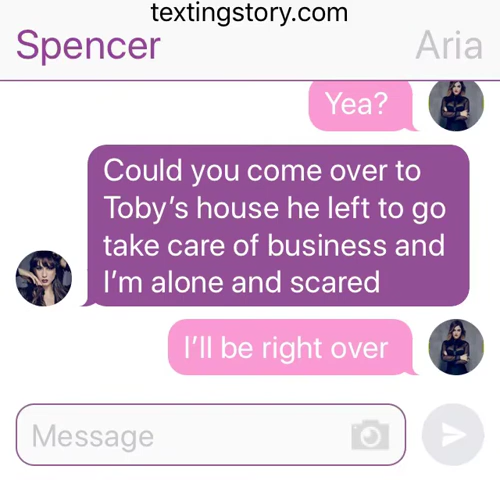 textingstory.com
Spencer
Aria
Yea?
Could you come over to
Toby's house he left to go
take care of business and
I'm alone and scared
I'll be right over
Message